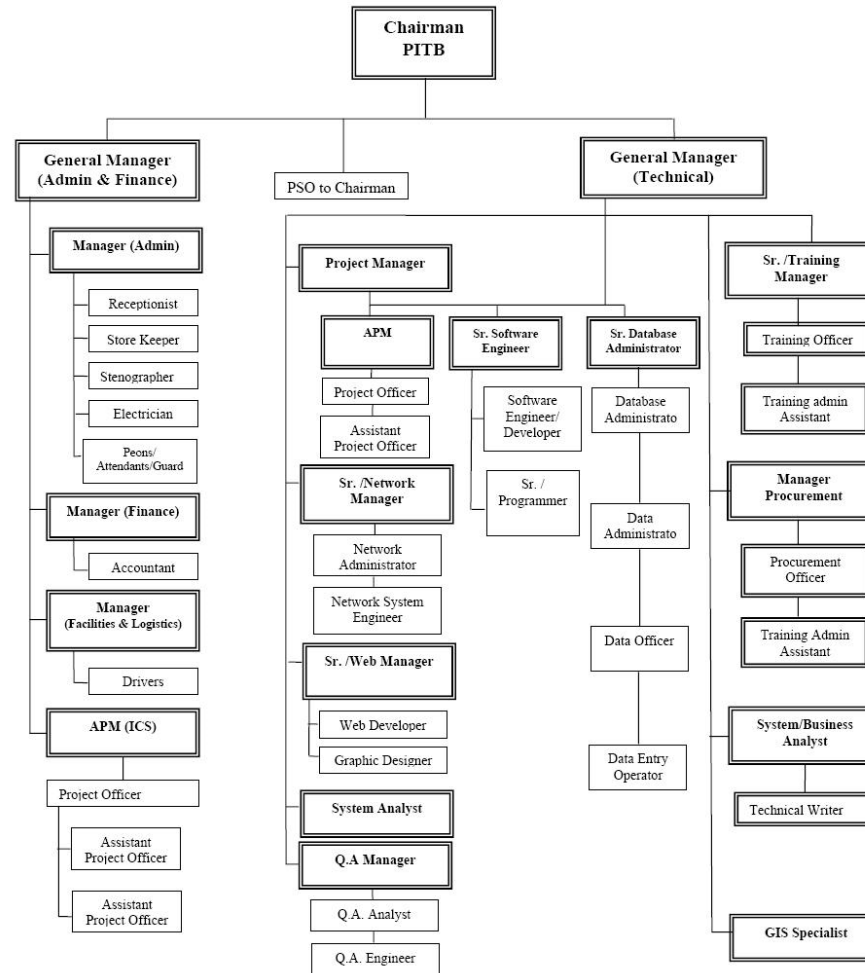 Chairman
PITB
General Manager
(Admin & Finance)
PSO to Chairman
General Manager
(Technical)
Manager (Admin)
Receptionist
Store Keeper
Stenographer
Electrician
Peons/
Attendants/Guard
Manager (Finance)
Accountant
Manager
(Facilities & Logistics)
Drivers
APM (ICS)
Project Officer
Assistant
Project Officer
Assistant
Project Officer
Project Manager
APM
Project Officer
Assistant
Project Officer
Sr. Software
Engineer
Software
Engineer/
Developer
Sr. /
Programmer
Sr. Database
Administrator
Database
Administrato
Data
Administrato
Data Officer
Data Entry
Operator
Sr. /Network
Manager
Network
Administrator
Network System
Engineer
Sr. /Web Manager
Web Developer
Graphic Designer
System Analyst
Q.A Manager
Q.A. Analyst
Q.A. Engineer
Sr. /Training
Manager
Training Officer
Training admin
Assistant
Manager
Procurement
Procurement
Officer
Training Admin
Assistant
System/Business
Analyst
Technical Writer
GIS Specialist